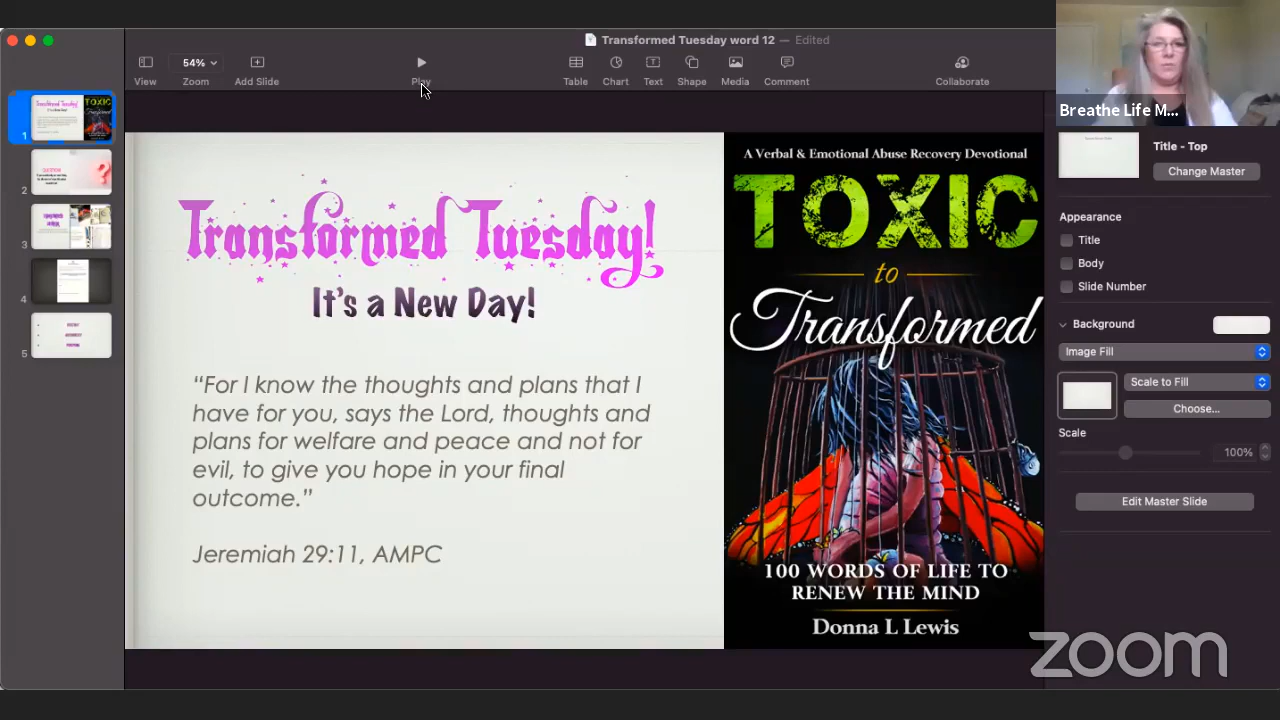 Transformed Tuesday word 12 — Edited
View
54%
Zoom
Add Slide
Play
Table
Chart
Text
Shape
Media
Comment
Collaborate
Breathe Life M...
1
2
3
4
5
Transformed Tuesday!
It's a New Day!
“For I know the thoughts and plans that I
have for you, says the Lord, thoughts and
plans for welfare and peace and not for
evil, to give you hope in your final
outcome.”
Jeremiah 29:11, AMPC
A Verbal & Emotional Abuse Recovery Devotional
TOXIC
to
Transformed
100 WORDS OF LIFE TO
RENEW THE MIND
Donna L Lewis
Title - Top
Change Master
Appearance
Title
Body
Slide Number
Background
Image Fill
Scale to Fill
Choose...
Scale
100%
Edit Master Slide
zoom